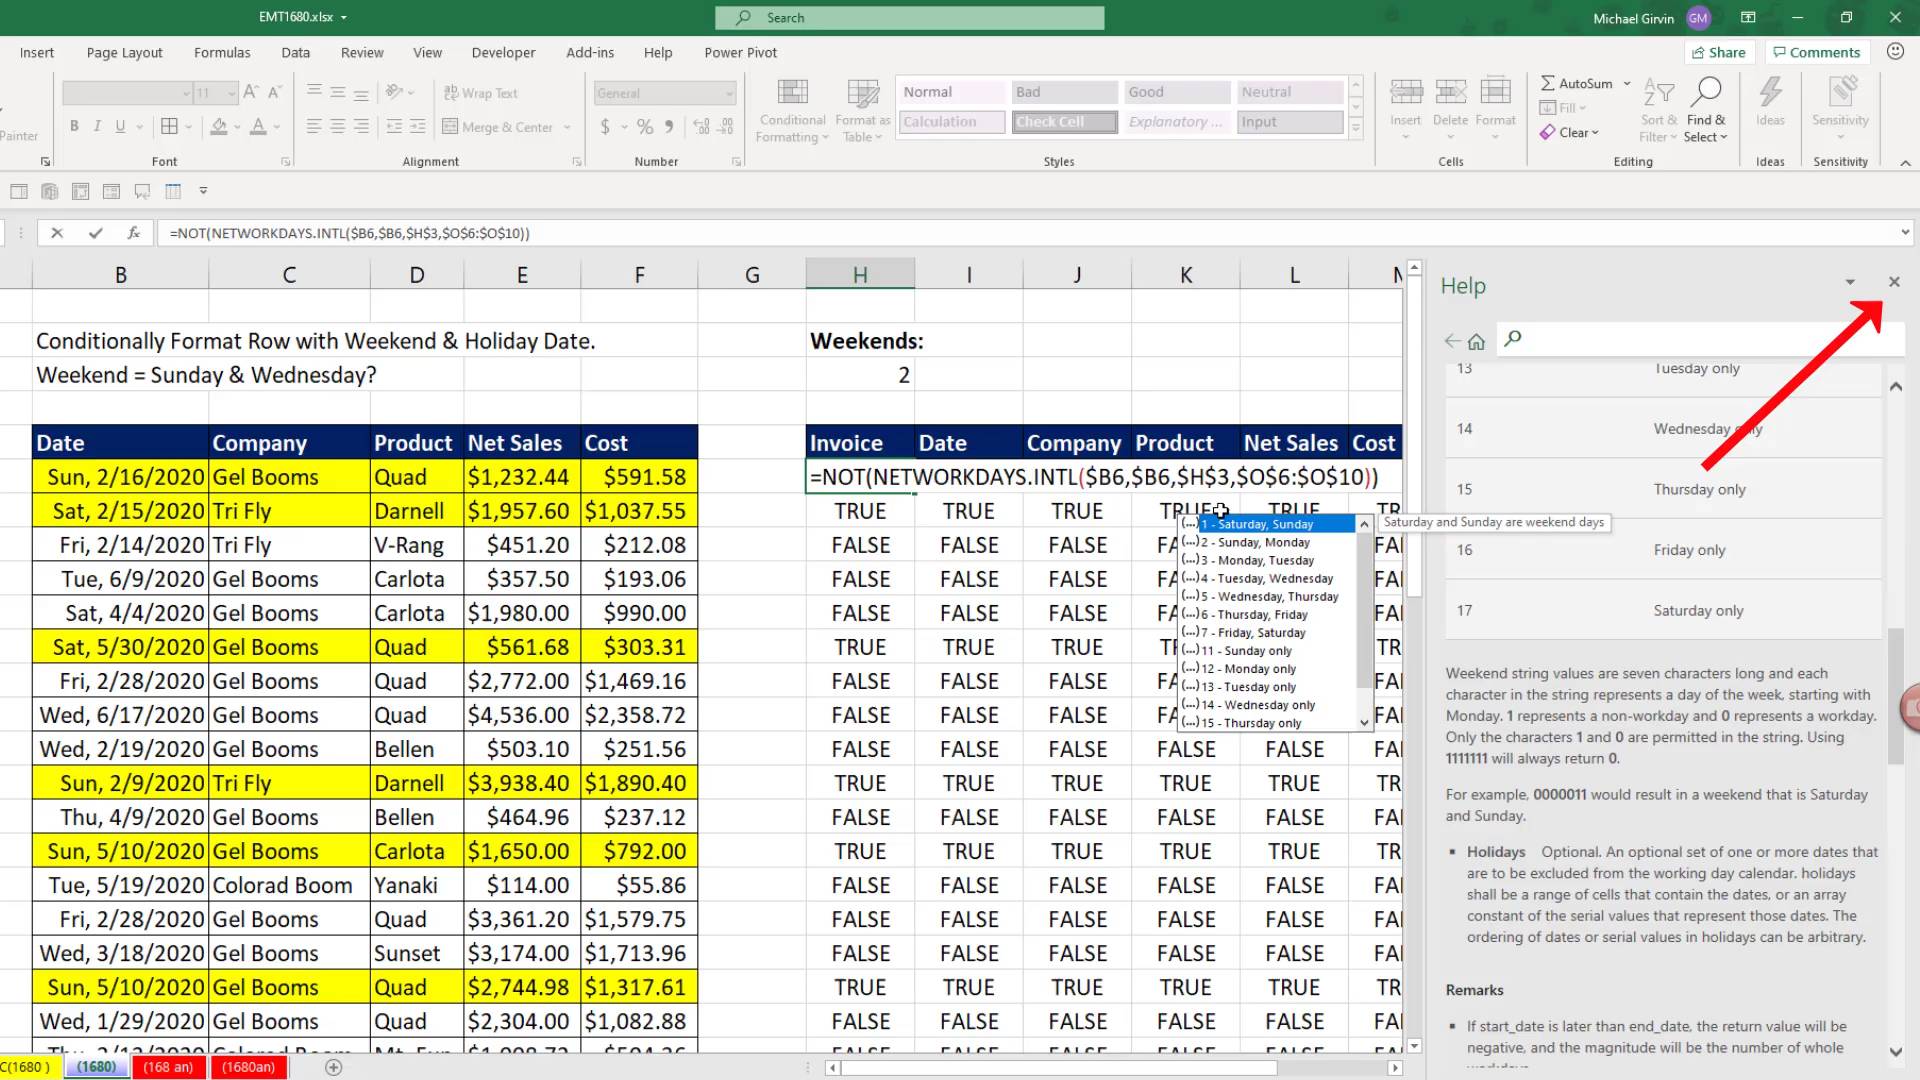 EMT1680.xlsx
Search
Michael Girvin
GM
Insert
Page Layout
Formulas
Data
Review
View
Developer
Add-ins
Help
Power Pivot
Share
Comments
11
Wrap Text
General
Normal
Bad
Good
Neutral
AutoSum
Painter
Merge & Center
Conditional Formatting
Format as Table
Calculation
Check Cell
Explanatory ...
Input
Insert
Delete
Format
Fill
Clear
Sort & Filter
Find & Select
Ideas
Sensitivity
Font
Alignment
Number
Styles
Cells
Editing
Ideas
Sensitivity
=NOT(NETWORKDAYS.INTL($B6,$B6,$H$3,$O$6:$O$10))
B C D E F G H I J K L M
Conditionally Format Row with Weekend & Holiday Date.
Weekends:
Weekend = Sunday & Wednesday?
2
Date Company Product Net Sales Cost Invoice Date Company Product Net Sales Cost
Sun, 2/16/2020 Gel Booms Quad $1,232.44 $591.58 =NOT(NETWORKDAYS.INTL($B6,$B6,$H$3,$O$6:$O$10))
Sat, 2/15/2020 Tri Fly Darnell $1,957.60 $1,037.55 TRUE TRUE TRUE TRUE TRUE TR
Fri, 2/14/2020 Tri Fly V-Rang $451.20 $212.08 FALSE FALSE FALSE FA FAL
Tue, 6/9/2020 Gel Booms Carlota $357.50 $193.06 FALSE FALSE FALSE FA FAL
Sat, 4/4/2020 Gel Booms Carlota $1,980.00 $990.00 FALSE FALSE FALSE FA FAL
Sat, 5/30/2020 Gel Booms Quad $561.68 $303.31 TRUE TRUE TRUE T TR
Fri, 2/28/2020 Gel Booms Quad $2,772.00 $1,469.16 FALSE FALSE FALSE FA FAL
Wed, 6/17/2020 Gel Booms Quad $4,536.00 $2,358.72 FALSE FALSE FALSE FA FAL
Wed, 2/19/2020 Gel Booms Bellen $503.10 $251.56 FALSE FALSE FALSE FALSE FALSE FAL
Sun, 2/9/2020 Tri Fly Darnell $3,938.40 $1,890.40 TRUE TRUE TRUE TRUE TRUE TR
Thu, 4/9/2020 Gel Booms Bellen $464.96 $237.12 FALSE FALSE FALSE FALSE FALSE FAL
Sun, 5/10/2020 Gel Booms Carlota $1,650.00 $792.00 TRUE TRUE TRUE TRUE TRUE TR
Tue, 5/19/2020 Colorad Boom Yanaki $114.00 $55.86 FALSE FALSE FALSE FALSE FALSE FAL
Fri, 2/28/2020 Gel Booms Quad $3,361.20 $1,579.75 FALSE FALSE FALSE FALSE FALSE FAL
Wed, 3/18/2020 Gel Booms Sunset $3,174.00 $1,713.96 FALSE FALSE FALSE FALSE FALSE FAL
Sun, 5/10/2020 Gel Booms Quad $2,744.98 $1,317.61 TRUE TRUE TRUE TRUE TRUE TR
Wed, 1/29/2020 Gel Booms Quad $2,304.00 $1,082.88 FALSE FALSE FALSE FALSE FALSE FAL
1 - Saturday, Sunday
2 - Sunday, Monday
3 - Monday, Tuesday
4 - Tuesday, Wednesday
5 - Wednesday, Thursday
6 - Thursday, Friday
7 - Friday, Saturday
11 - Sunday only
12 - Monday only
13 - Tuesday only
14 - Wednesday only
15 - Thursday only
Saturday and Sunday are weekend days
Help
13 Tuesday only
14 Wednesday only
15 Thursday only
16 Friday only
17 Saturday only
Weekend string values are seven characters long and each
character in the string represents a day of the week, starting with
Monday. 1 represents a non-workday and 0 represents a workday.
Only the characters 1 and 0 are permitted in the string. Using
1111111 will always return 0.
For example, 0000011 would result in a weekend that is Saturday
and Sunday.
▪ Holidays Optional. An optional set of one or more dates that
are to be excluded from the working day calendar. holidays
shall be a range of cells that contain the dates, or an array
constant of the serial values that represent those dates. The
ordering of dates or serial values in holidays can be arbitrary.
Remarks
▪ If start_date is later than end_date, the return value will be
negative, and the magnitude will be the number of whole
C(1680 )
(1680)
(168 an)
(1680an)